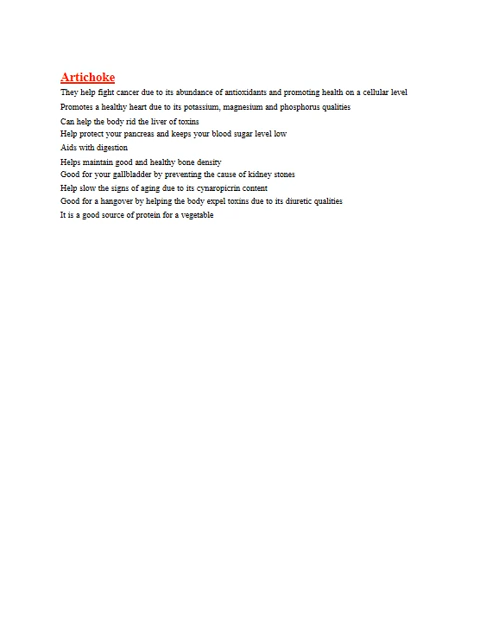 Artichoke
They help fight cancer due to its abundance of antioxidants and promoting health on a cellular level
Promotes a healthy heart due to its potassium, magnesium and phosphorus qualities
Can help the body rid the liver of toxins
Help protect your pancreas and keeps your blood sugar level low
Aids with digestion
Helps maintain good and healthy bone density
Good for your gallbladder by preventing the cause of kidney stones
Help slow the signs of aging due to its cynaropicrin content
Good for a hangover by helping the body expel toxins due to its diuretic qualities
It is a good source of protein for a vegetable